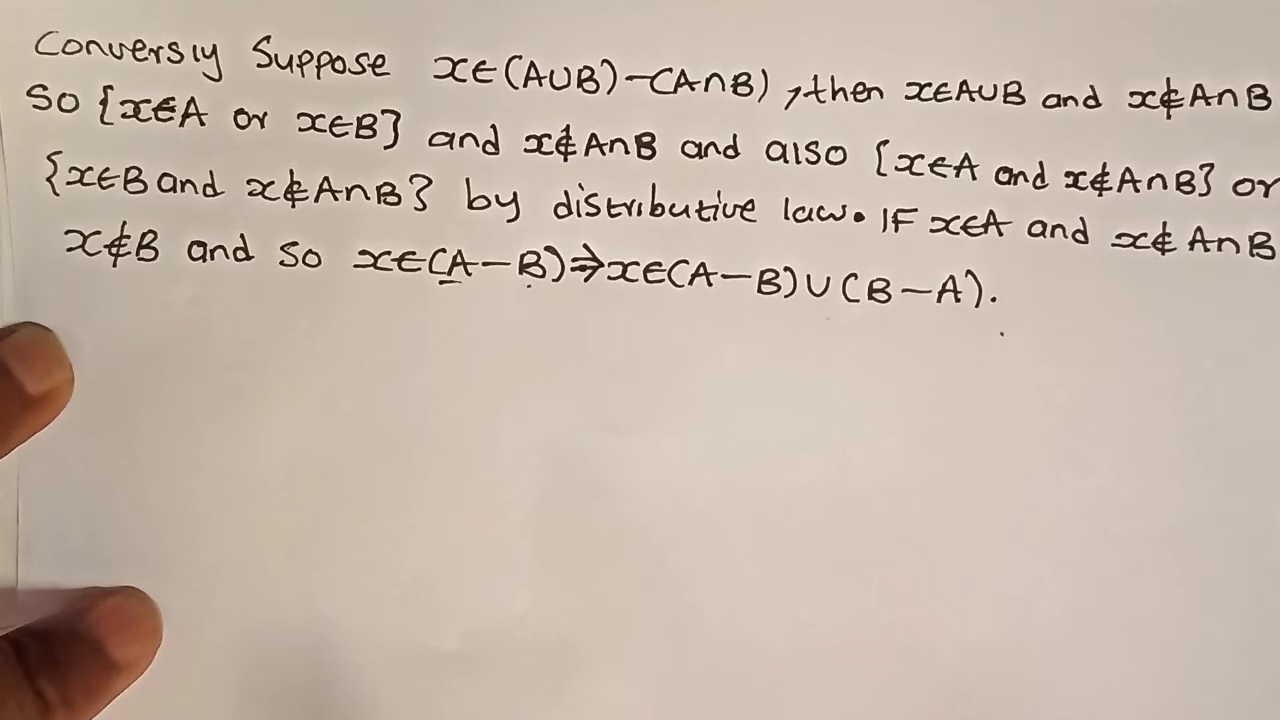 Conversly Suppose x∈(A∪B)-(A∩B), then x∈A∪B and x∉A∩B
So {x∈A or x∈B} and x∉A∩B and also {x∈A and x∉A∩B} or
{x∈B and x∉A∩B} by distributive law. IF x∈A and x∉A∩B
x∉B and so x∈(A-B)⇒x∈(A-B)∪(B-A).